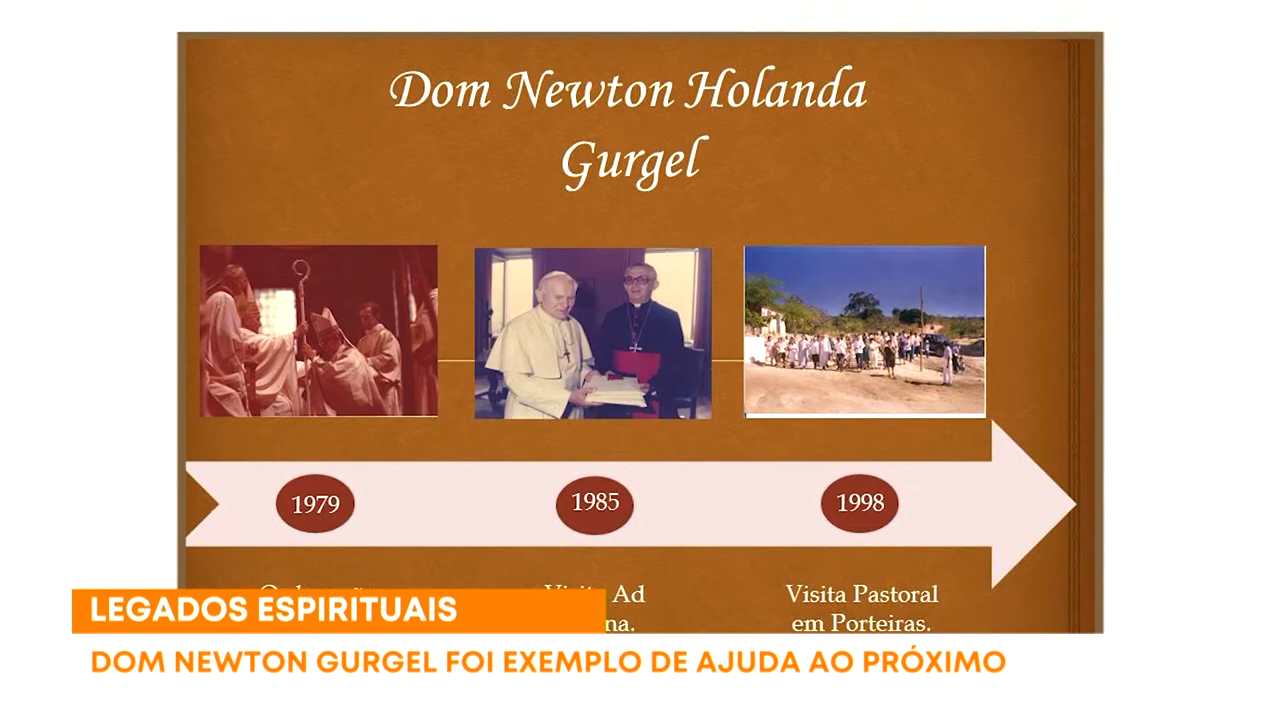 Dom Newton Holanda
Gurgel
1979
1985
1998
Ad
Visita Pastoral
em Porteiras.
LEGADOS ESPIRITUAIS
DOM NEWTON GURGEL FOI EXEMPLO DE AJUDA AO PRÓXIMO